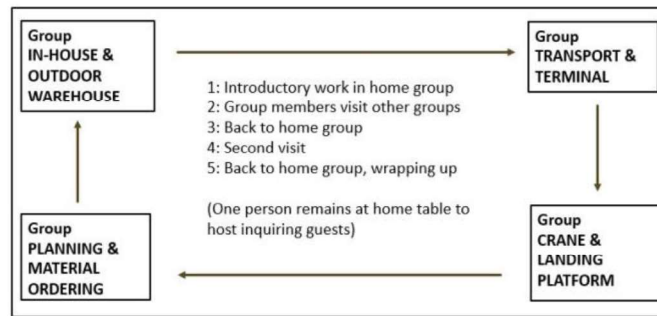 Group
IN-HOUSE &
OUTDOOR
WAREHOUSE
Group
TRANSPORT &
TERMINAL
1: Introductory work in home group
2: Group members visit other groups
3: Back to home group
4: Second visit
5: Back to home group, wrapping up
(One person remains at home table to
host inquiring guests)
Group
PLANNING &
MATERIAL
ORDERING
Group
CRANE &
LANDING
PLATFORM